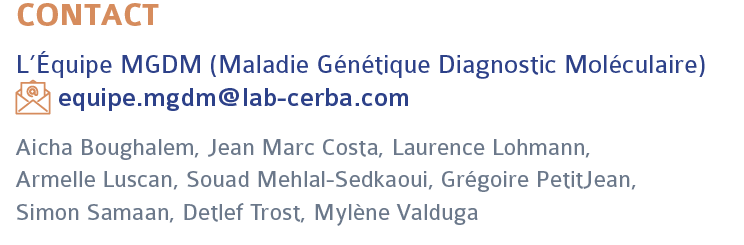 CONTACT
L'Équipe MGDM (Maladie Génétique Diagnostic Moléculaire)
equipe.mgdm@lab-cerba.com
Aicha Boughalem, Jean Marc Costa, Laurence Lohmann,
Armelle Luscan, Souad Mehlal-Sedkaoui, Grégoire PetitJean,
Simon Samaan, Detlef Trost, Mylène Valduga